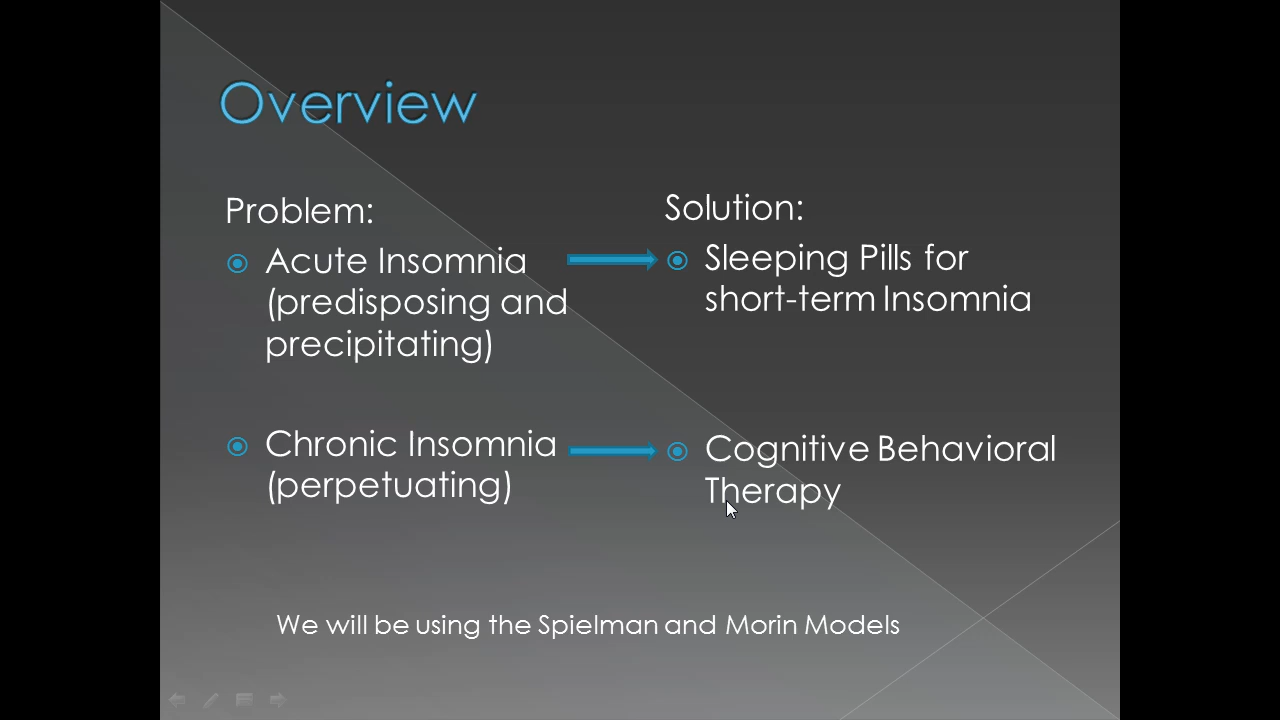 Overview
Problem:
Acute Insomnia
(predisposing and
precipitating)
Chronic Insomnia
(perpetuating)
Solution:
Sleeping Pills for
short-term Insomnia
Cognitive Behavioral
Therapy
We will be using the Spielman and Morin Models